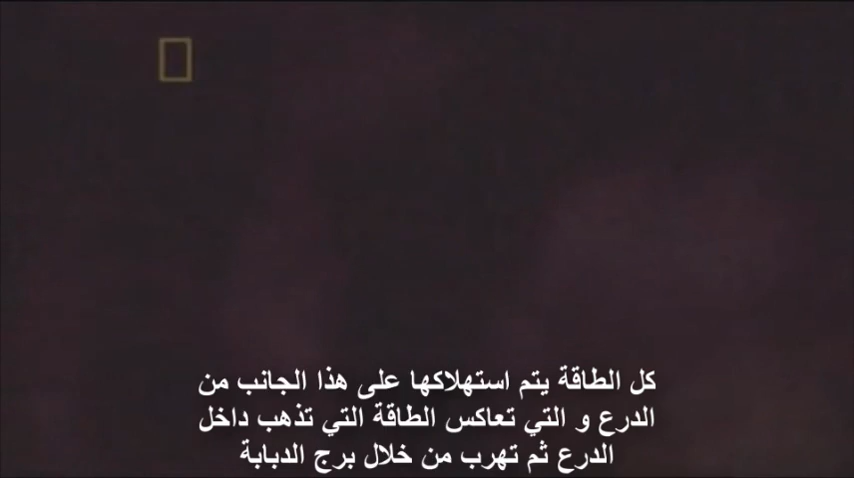 كل الطاقة يتم استهلاكها على هذا الجانب من
الدرع و التي تعاكس الطاقة التي تذهب داخل
الدرع ثم تهرب من خلال برج الدبابة